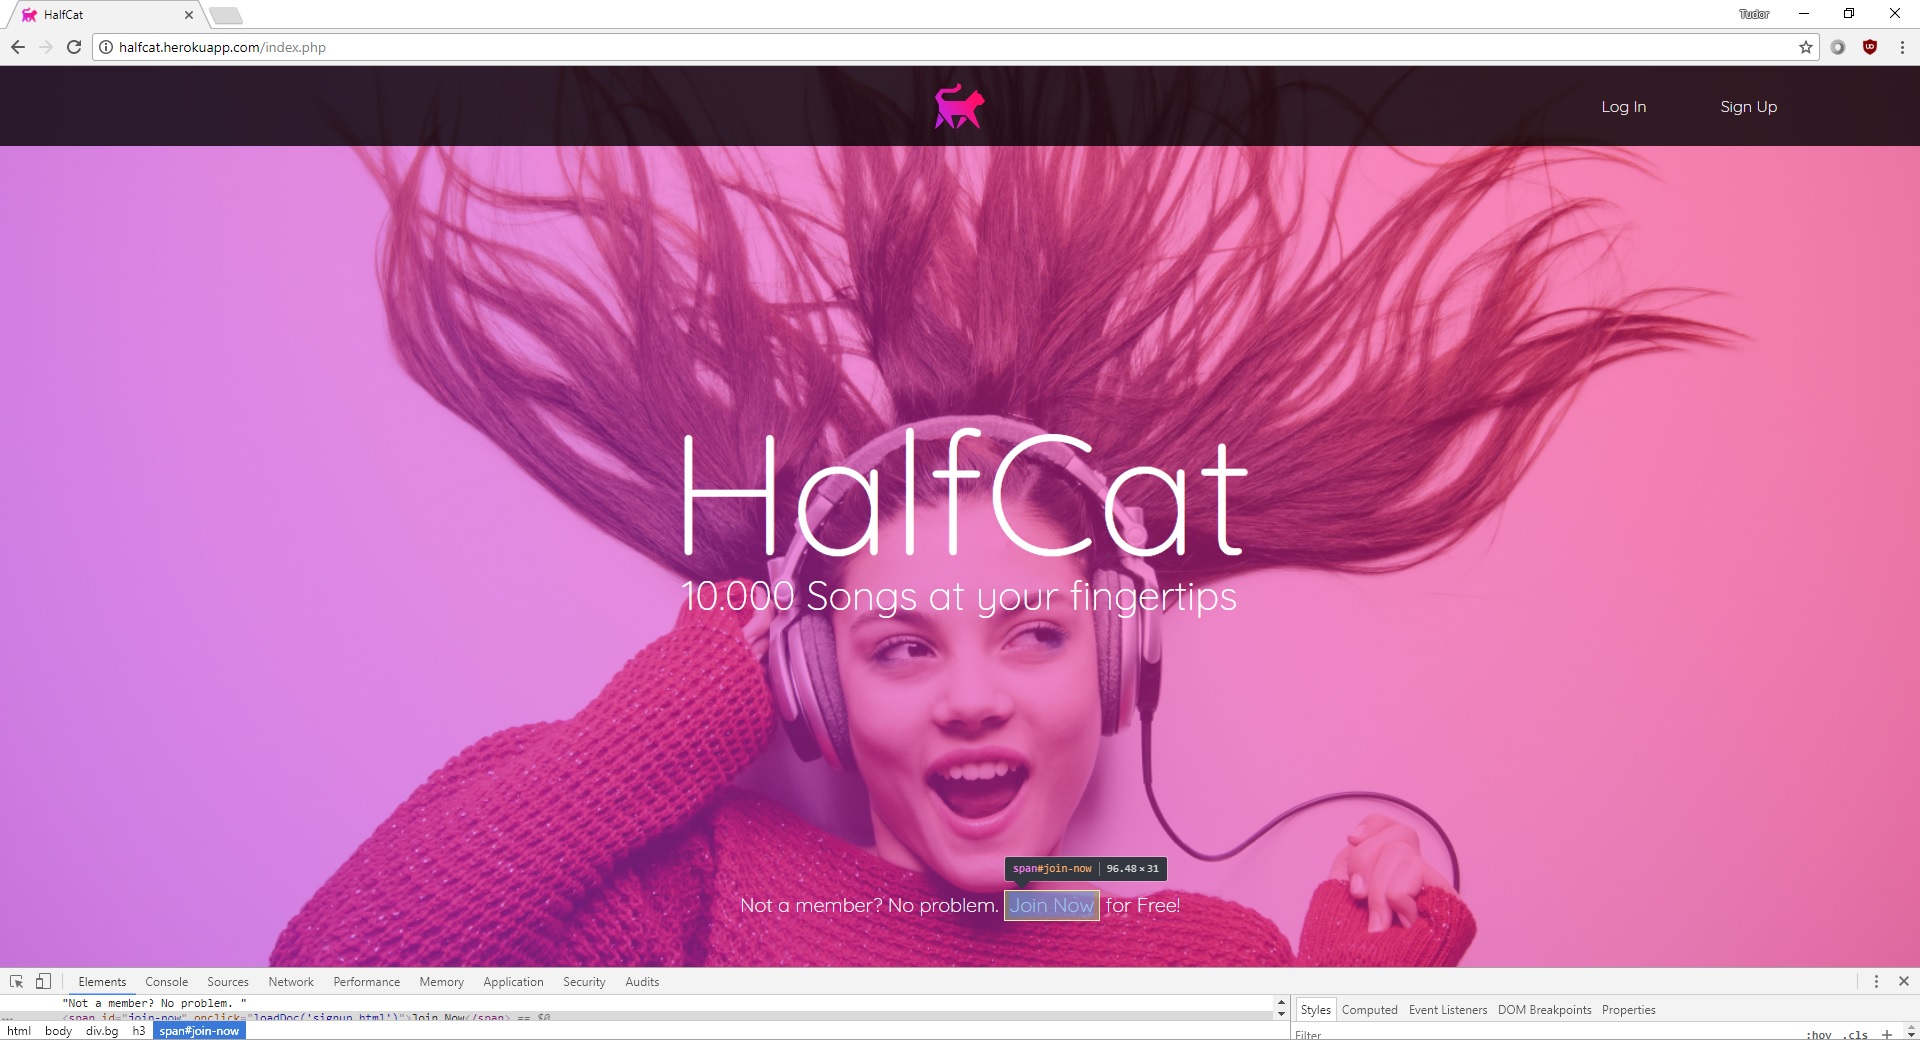 HalfCat
Tudor
halfcat.herokuapp.com/index.php
Log In
Sign Up
HalfCat
10.000 Songs at your fingertips
span#join-now | 96.48×31
Not a member? No problem. Join Now for Free!
Elements Console Sources Network Performance Memory Application Security Audits
"Not a member? No problem. "
<span id="join-now" onclick="loadDoc('signup.html')">Join Now</span> == $0
html body div.bg h3 span#join-now
Styles Computed Event Listeners DOM Breakpoints Properties
Filter :hov .cls +